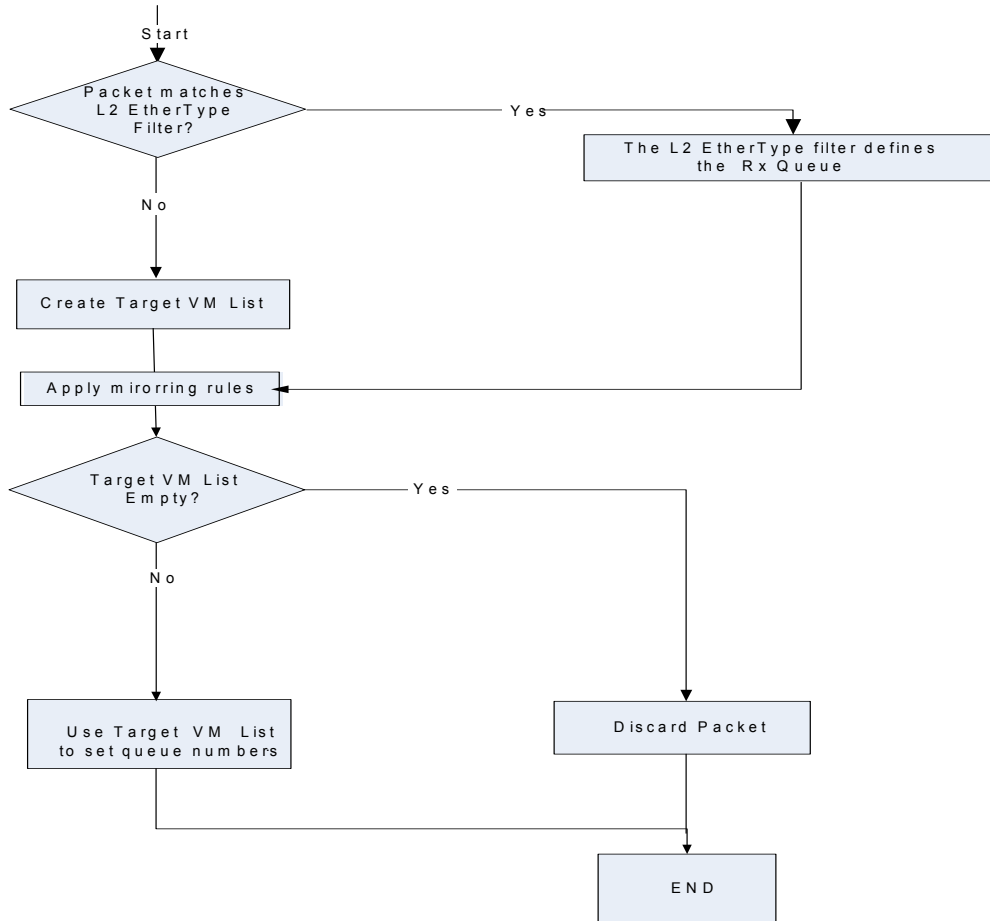 Start
Packet matches
L2 EtherType
Filter?
Yes
The L2 EtherType filter defines
the Rx Queue
No
Create Target VM List
Apply mirorring rules
Target VM List
Empty?
Yes
No
Use Target VM List
to set queue numbers
Discard Packet
END